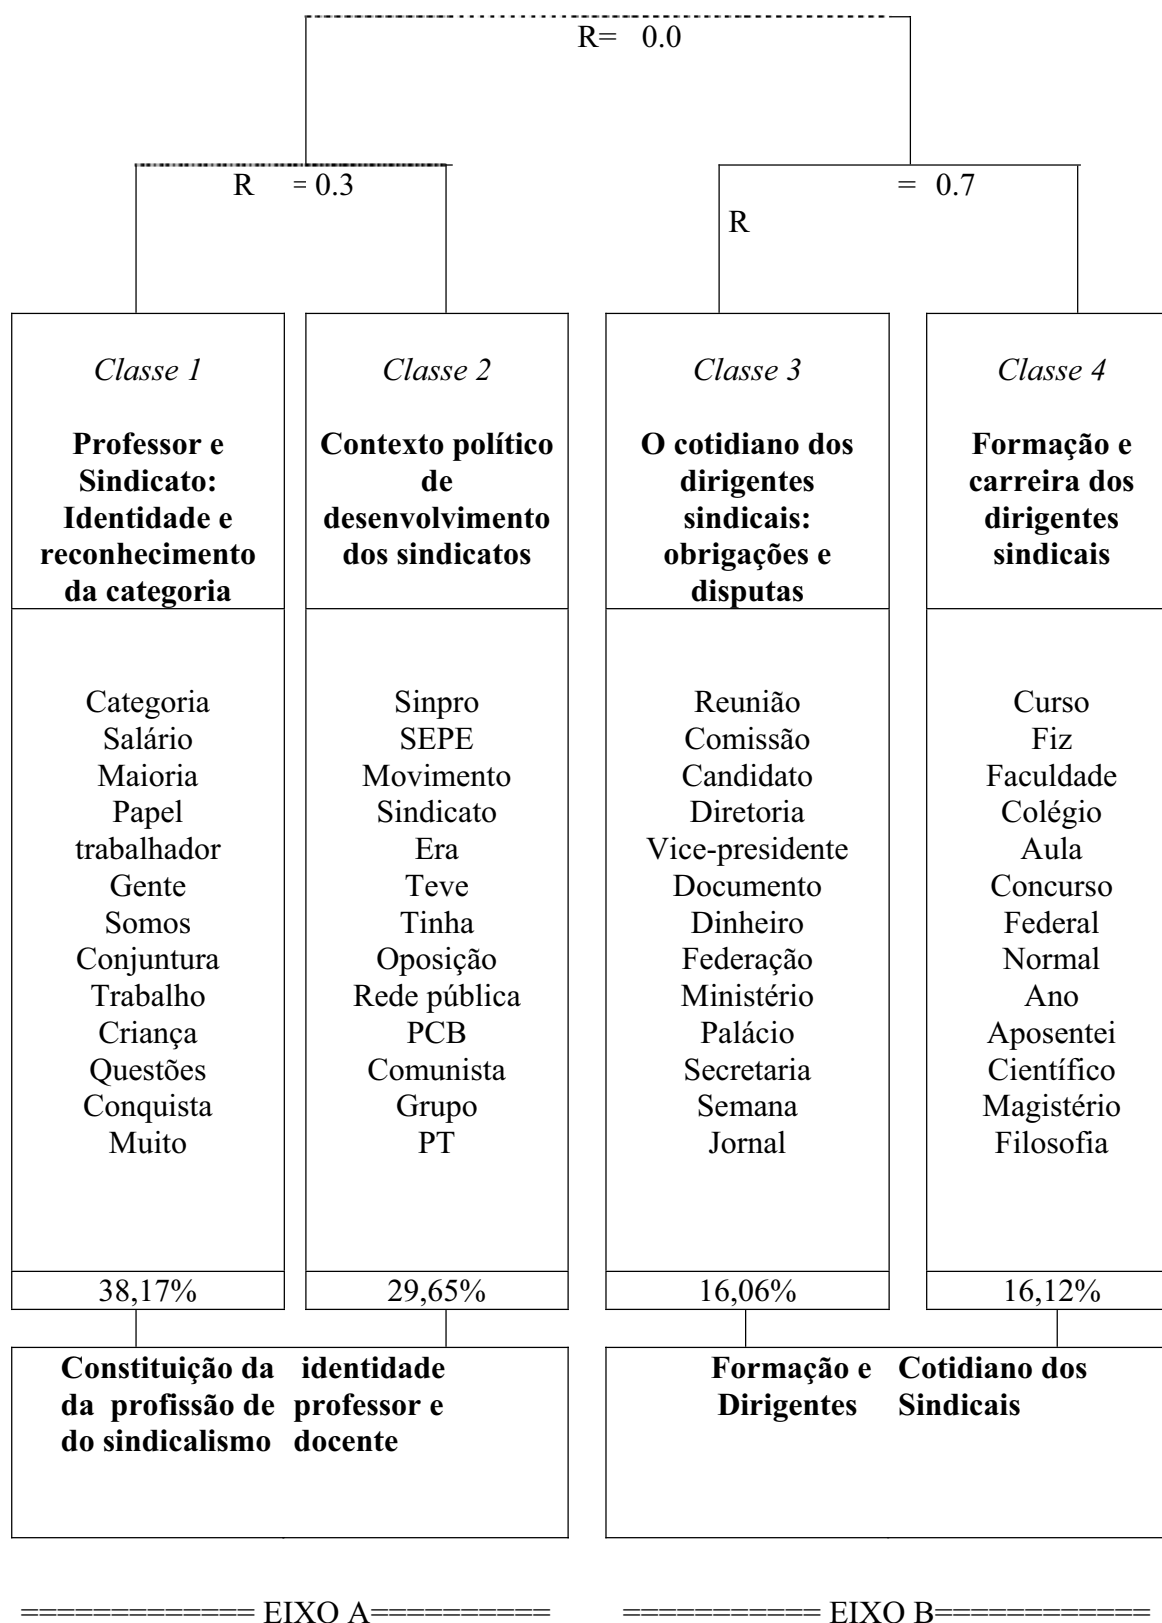 R= 0.0
R = 0.3
= 0.7
R
Classe 1
Professor e
Sindicato:
Identidade e
reconhecimento
da categoria
Categoria
Salário
Maioria
Papel
trabalhador
Gente
Somos
Conjuntura
Trabalho
Criança
Questões
Conquista
Muito
38,17%
Classe 2
Contexto político
de
desenvolvimento
dos sindicatos
Sinpro
SEPE
Movimento
Sindicato
Era
Teve
Tinha
Oposição
Rede pública
PCB
Comunista
Grupo
PT
29,65%
Classe 3
O cotidiano dos
dirigentes
sindicais:
obrigações e
disputas
Reunião
Comissão
Candidato
Diretoria
Vice-presidente
Documento
Dinheiro
Federação
Ministério
Palácio
Secretaria
Semana
Jornal
16,06%
Classe 4
Formação e
carreira dos
dirigentes
sindicais
Curso
Fiz
Faculdade
Colégio
Aula
Concurso
Federal
Normal
Ano
Aposentei
Científico
Magistério
Filosofia
16,12%
Constituição da identidade
da profissão de professor e
do sindicalismo docente
Formação e Cotidiano dos
Dirigentes Sindicais
============= EIXO A==========
=========== EIXO B============